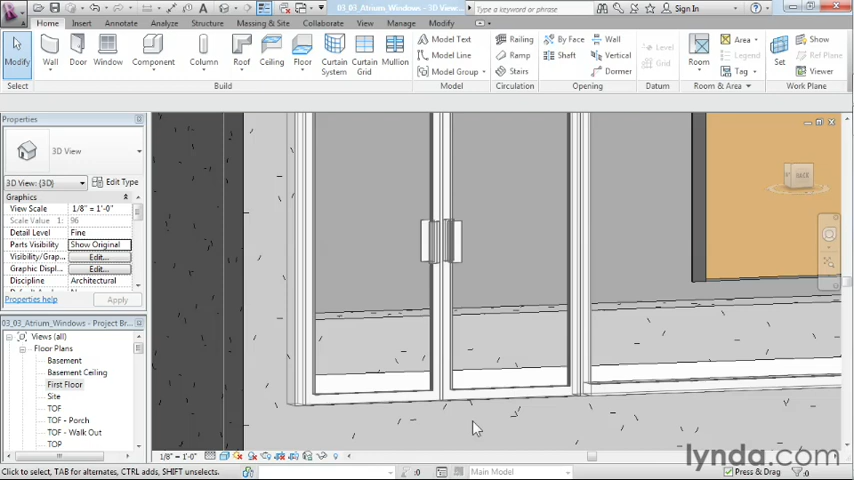 03_03_Atrium_Windows - 3D View...
Type a keyword or phrase
Sign In
Home Insert Annotate Analyze Structure Massing & Site Collaborate View Manage Modify
Modify Wall Door Window Component Column Roof Ceiling Floor Curtain System Curtain Grid Mullion
Model Text
Model Line
Model Group
Railing
Ramp
Stairs
By Face
Shaft
Wall
Vertical
Dormer
Level
Grid
Room
Area
Legend
Tag
Set
Show
Ref Plane
Viewer
Select Build Model Circulation Opening Datum Room & Area Work Plane
Properties
3D View
3D View: {3D} Edit Type
Graphics
View Scale 1/8" = 1'-0"
Scale Value 1: 96
Detail Level Fine
Parts Visibility Show Original
Visibility/Grap... Edit...
Graphic Displ... Edit...
Discipline Architectural
Properties help Apply
03_03_Atrium_Windows - Project Br...
Views (all)
Floor Plans
Basement
Basement Ceiling
First Floor
Site
TOF
TOF - Porch
TOF - Walk Out
TOP
BACK
1/8" = 1'-0"
Click to select, TAB for alternates, CTRL adds, SHIFT unselects.
:0
Main Model
Press & Drag
:0
lynda.com